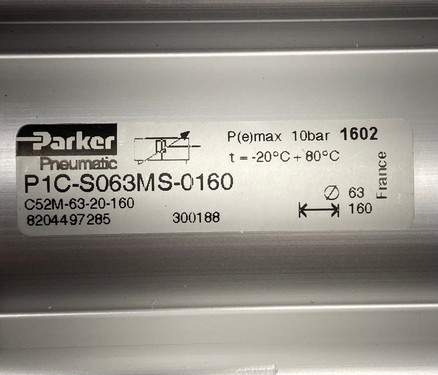 Parker
Pneumatic
P(e)max 10bar 1602
t = -20°C + 80°C
P1C-S063MS-0160
C52M-63-20-160
8204497285 300188
∅ 63
160
France